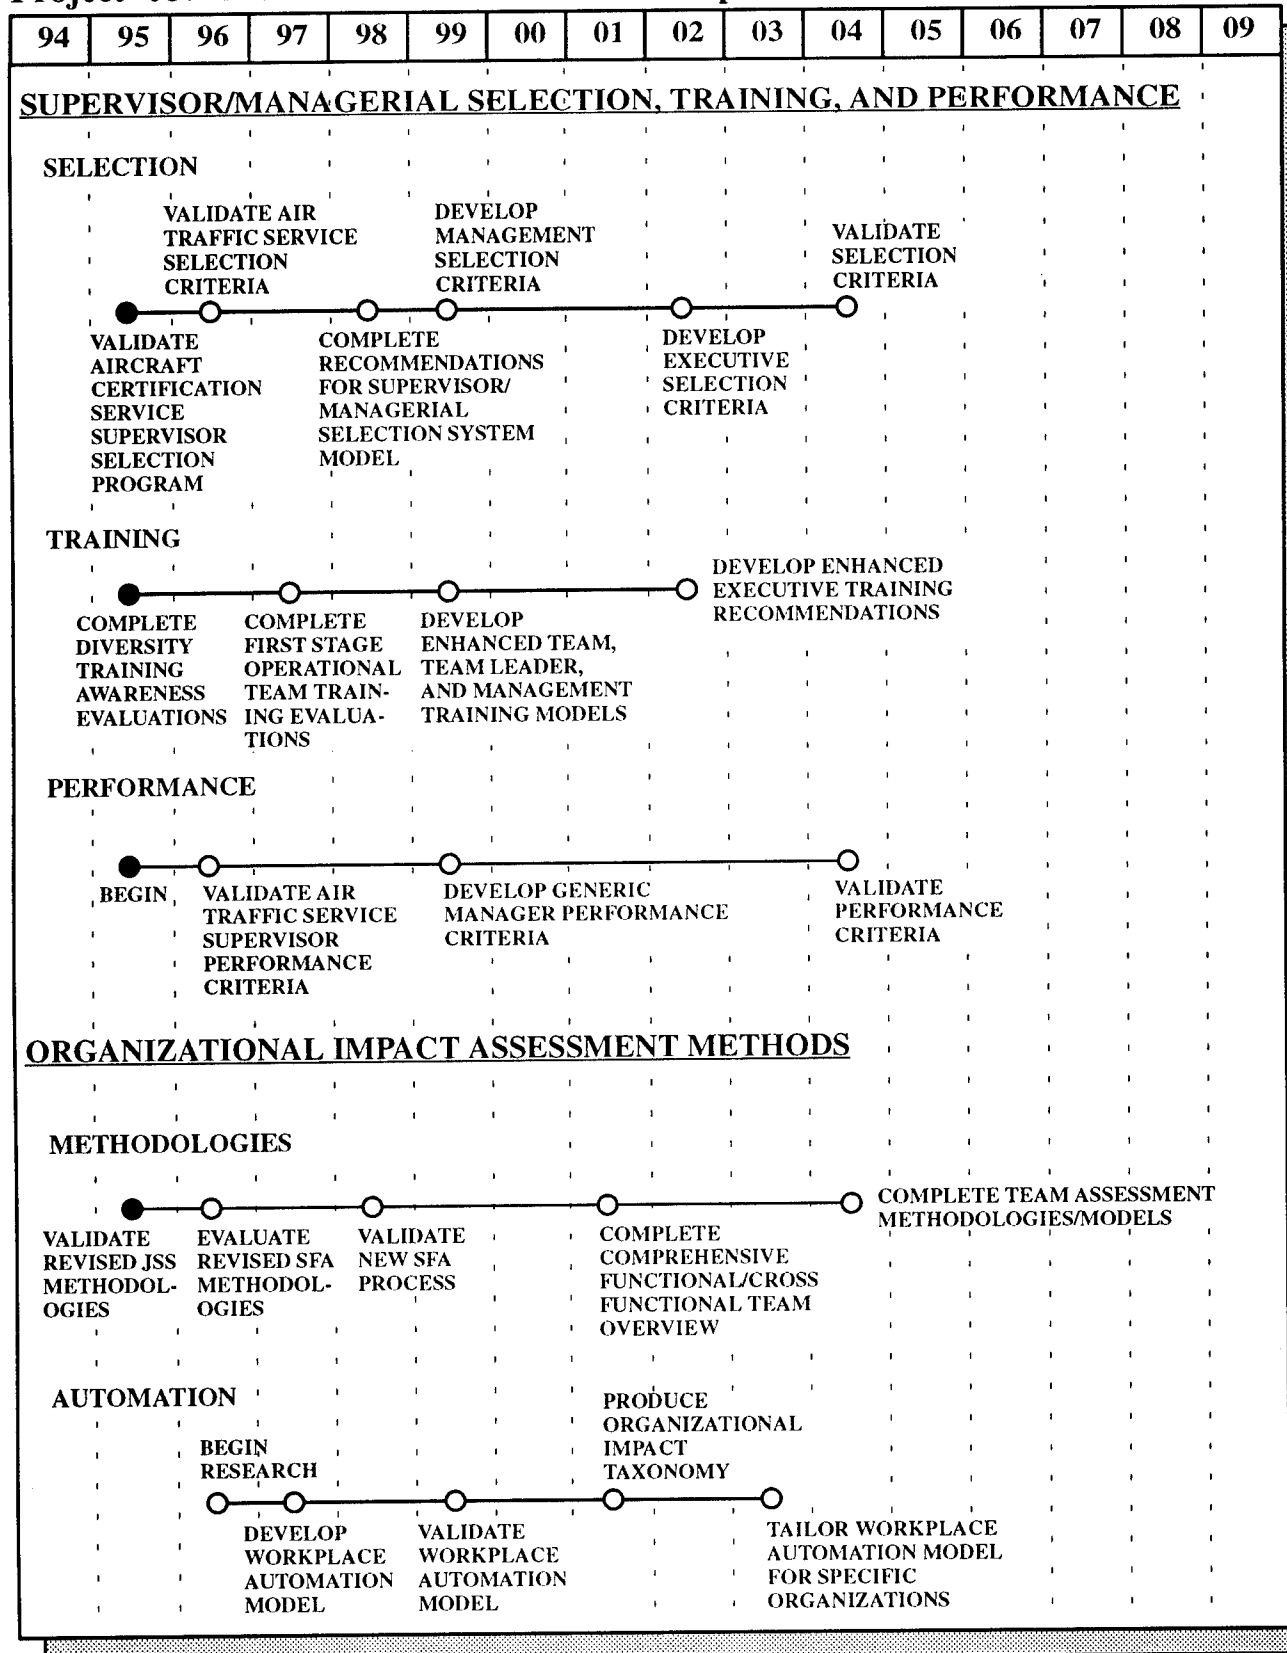 94 95 96 97 98 99 00 01 02 03 04 05 06 07 08 09
SUPERVISOR/MANAGERIAL SELECTION, TRAINING, AND PERFORMANCE
SELECTION
VALIDATE AIR
TRAFFIC SERVICE
SELECTION
CRITERIA
DEVELOP
MANAGEMENT
SELECTION
CRITERIA
VALIDATE
SELECTION
CRITERIA
VALIDATE
AIRCRAFT
CERTIFICATION
SERVICE
SUPERVISOR
SELECTION
PROGRAM
COMPLETE
RECOMMENDATIONS
FOR SUPERVISOR/
MANAGERIAL
SELECTION SYSTEM
MODEL
DEVELOP
EXECUTIVE
SELECTION
CRITERIA
TRAINING
COMPLETE
DIVERSITY
TRAINING
AWARENESS
EVALUATIONS
COMPLETE
FIRST STAGE
OPERATIONAL
TEAM TRAIN-
ING EVALUA-
TIONS
DEVELOP
ENHANCED TEAM,
TEAM LEADER,
AND MANAGEMENT
TRAINING MODELS
DEVELOP ENHANCED
EXECUTIVE TRAINING
RECOMMENDATIONS
PERFORMANCE
BEGIN
VALIDATE AIR
TRAFFIC SERVICE
SUPERVISOR
PERFORMANCE
CRITERIA
DEVELOP GENERIC
MANAGER PERFORMANCE
CRITERIA
VALIDATE
PERFORMANCE
CRITERIA
ORGANIZATIONAL IMPACT ASSESSMENT METHODS
METHODOLOGIES
VALIDATE
REVISED JSS
METHODOL-
OGIES
EVALUATE
REVISED SFA
METHODOL-
OGIES
VALIDATE
NEW SFA
PROCESS
COMPLETE
COMPREHENSIVE
FUNCTIONAL/CROSS
FUNCTIONAL TEAM
OVERVIEW
COMPLETE TEAM ASSESSMENT
METHODOLOGIES/MODELS
AUTOMATION
BEGIN
RESEARCH
PRODUCE
ORGANIZATIONAL
IMPACT
TAXONOMY
DEVELOP
WORKPLACE
AUTOMATION
MODEL
VALIDATE
WORKPLACE
AUTOMATION
MODEL
TAILOR WORKPLACE
AUTOMATION MODEL
FOR SPECIFIC
ORGANIZATIONS